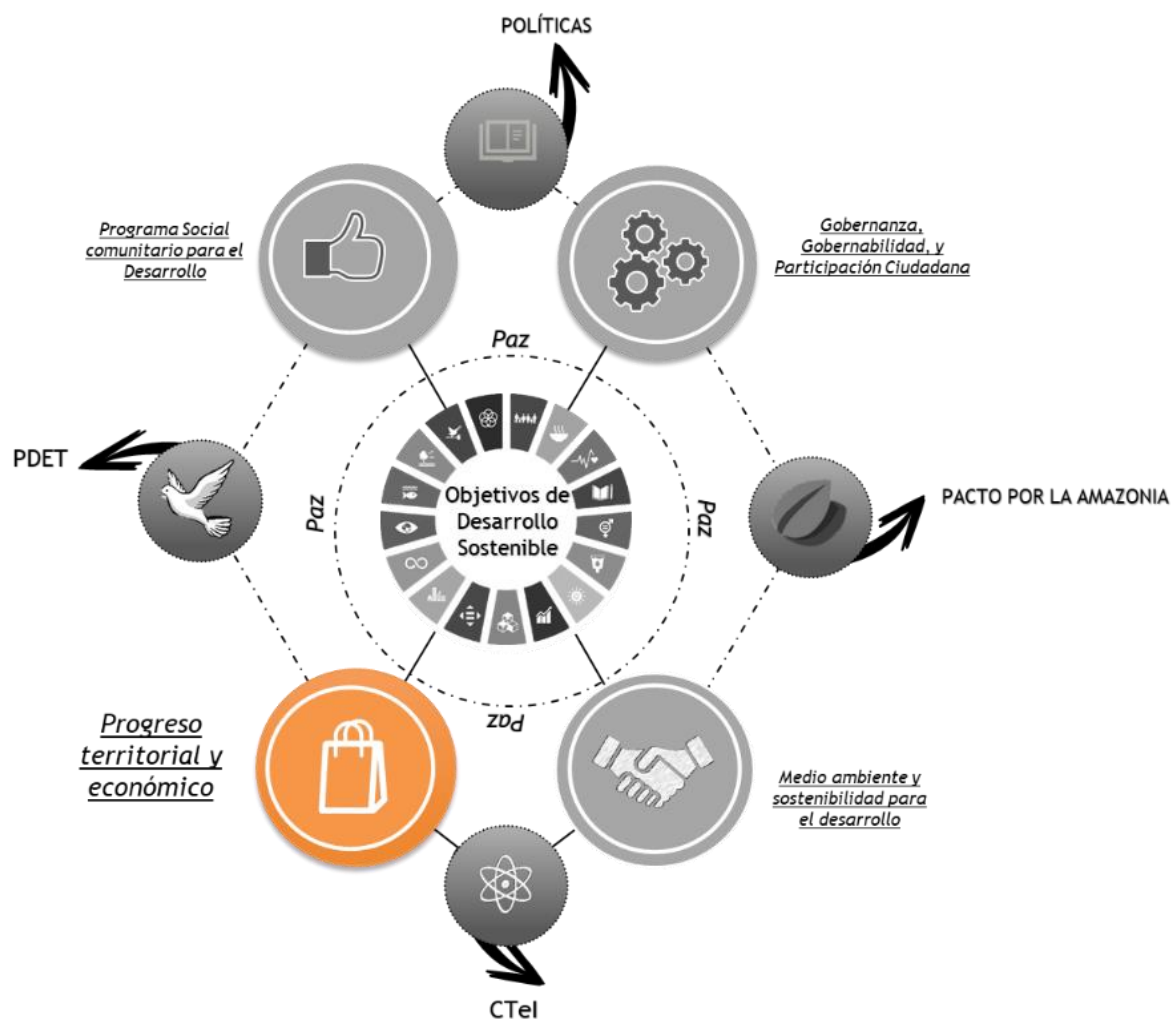 POLÍTICAS
Programa Social
comunitario para el
Desarrollo
Gobernanza,
Gobernabilidad, y
Participación Ciudadana
Paz
PDET
Paz
Objetivos de
Desarrollo
Sostenible
Paz
PACTO POR LA AMAZONIA
Paz
Progreso
territorial y
económico
Medio ambiente y
sostenibilidad para
el desarrollo
CTeI